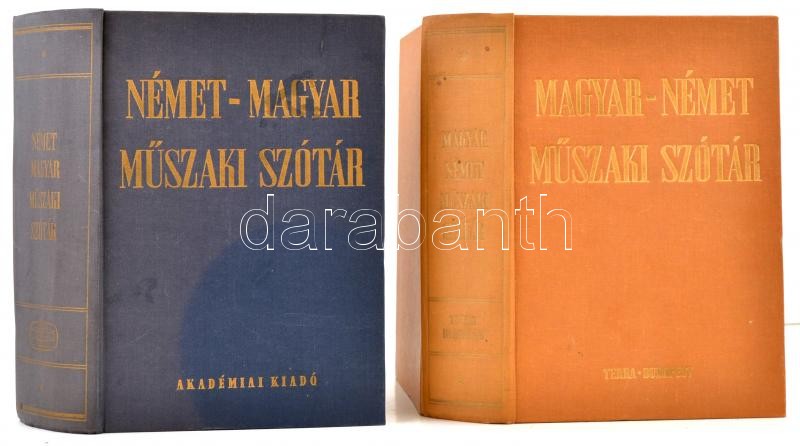 NÉMET
MAGYAR
MŰSZAKI
SZÓTÁR
NÉMET-MAGYAR
MŰSZAKI SZÓTÁR
AKADÉMIAI KIADÓ
MAGYAR
NÉMET
MŰSZAKI
MAGYAR-NÉMET
MŰSZAKI SZÓTÁR
TERRA·BUDAPEST
darabanth